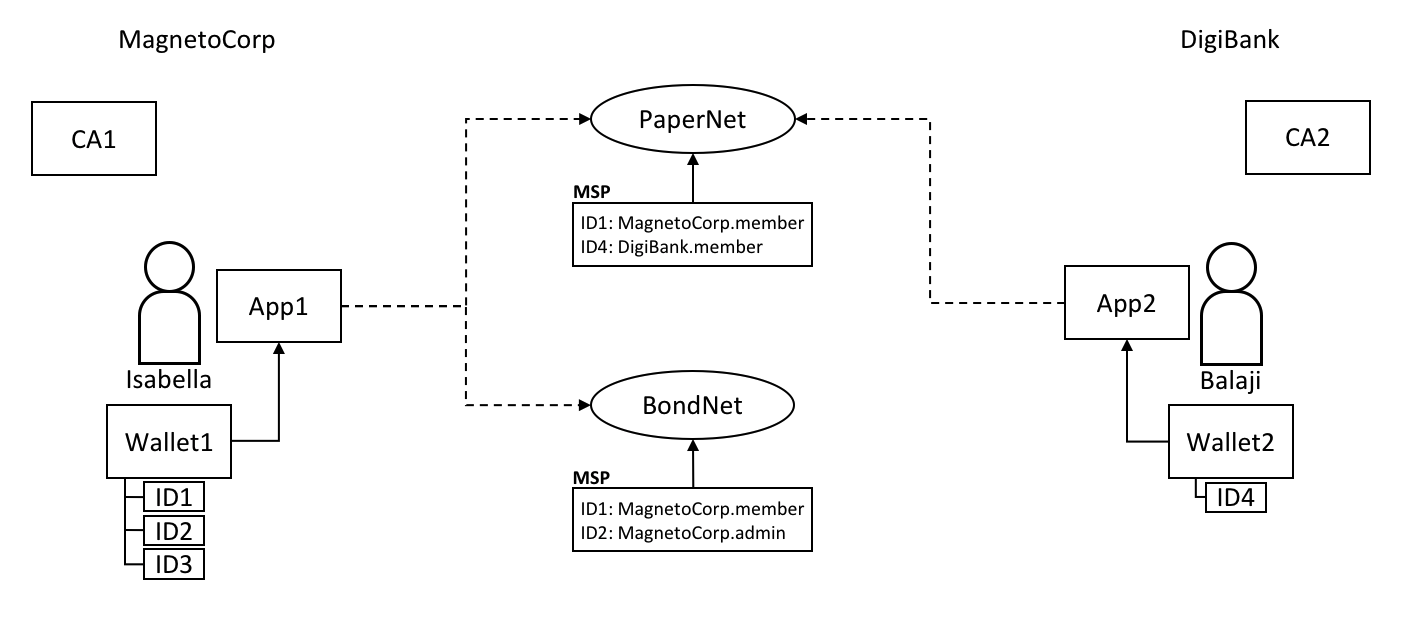 MagnetoCorp
DigiBank
CA1
PaperNet
CA2
MSP
ID1: MagnetoCorp.member
ID4: DigiBank.member
App1
App2
Isabella
Balaji
BondNet
Wallet1
Wallet2
MSP
ID1: MagnetoCorp.member
ID2: MagnetoCorp.admin
ID1
ID2
ID3
ID4